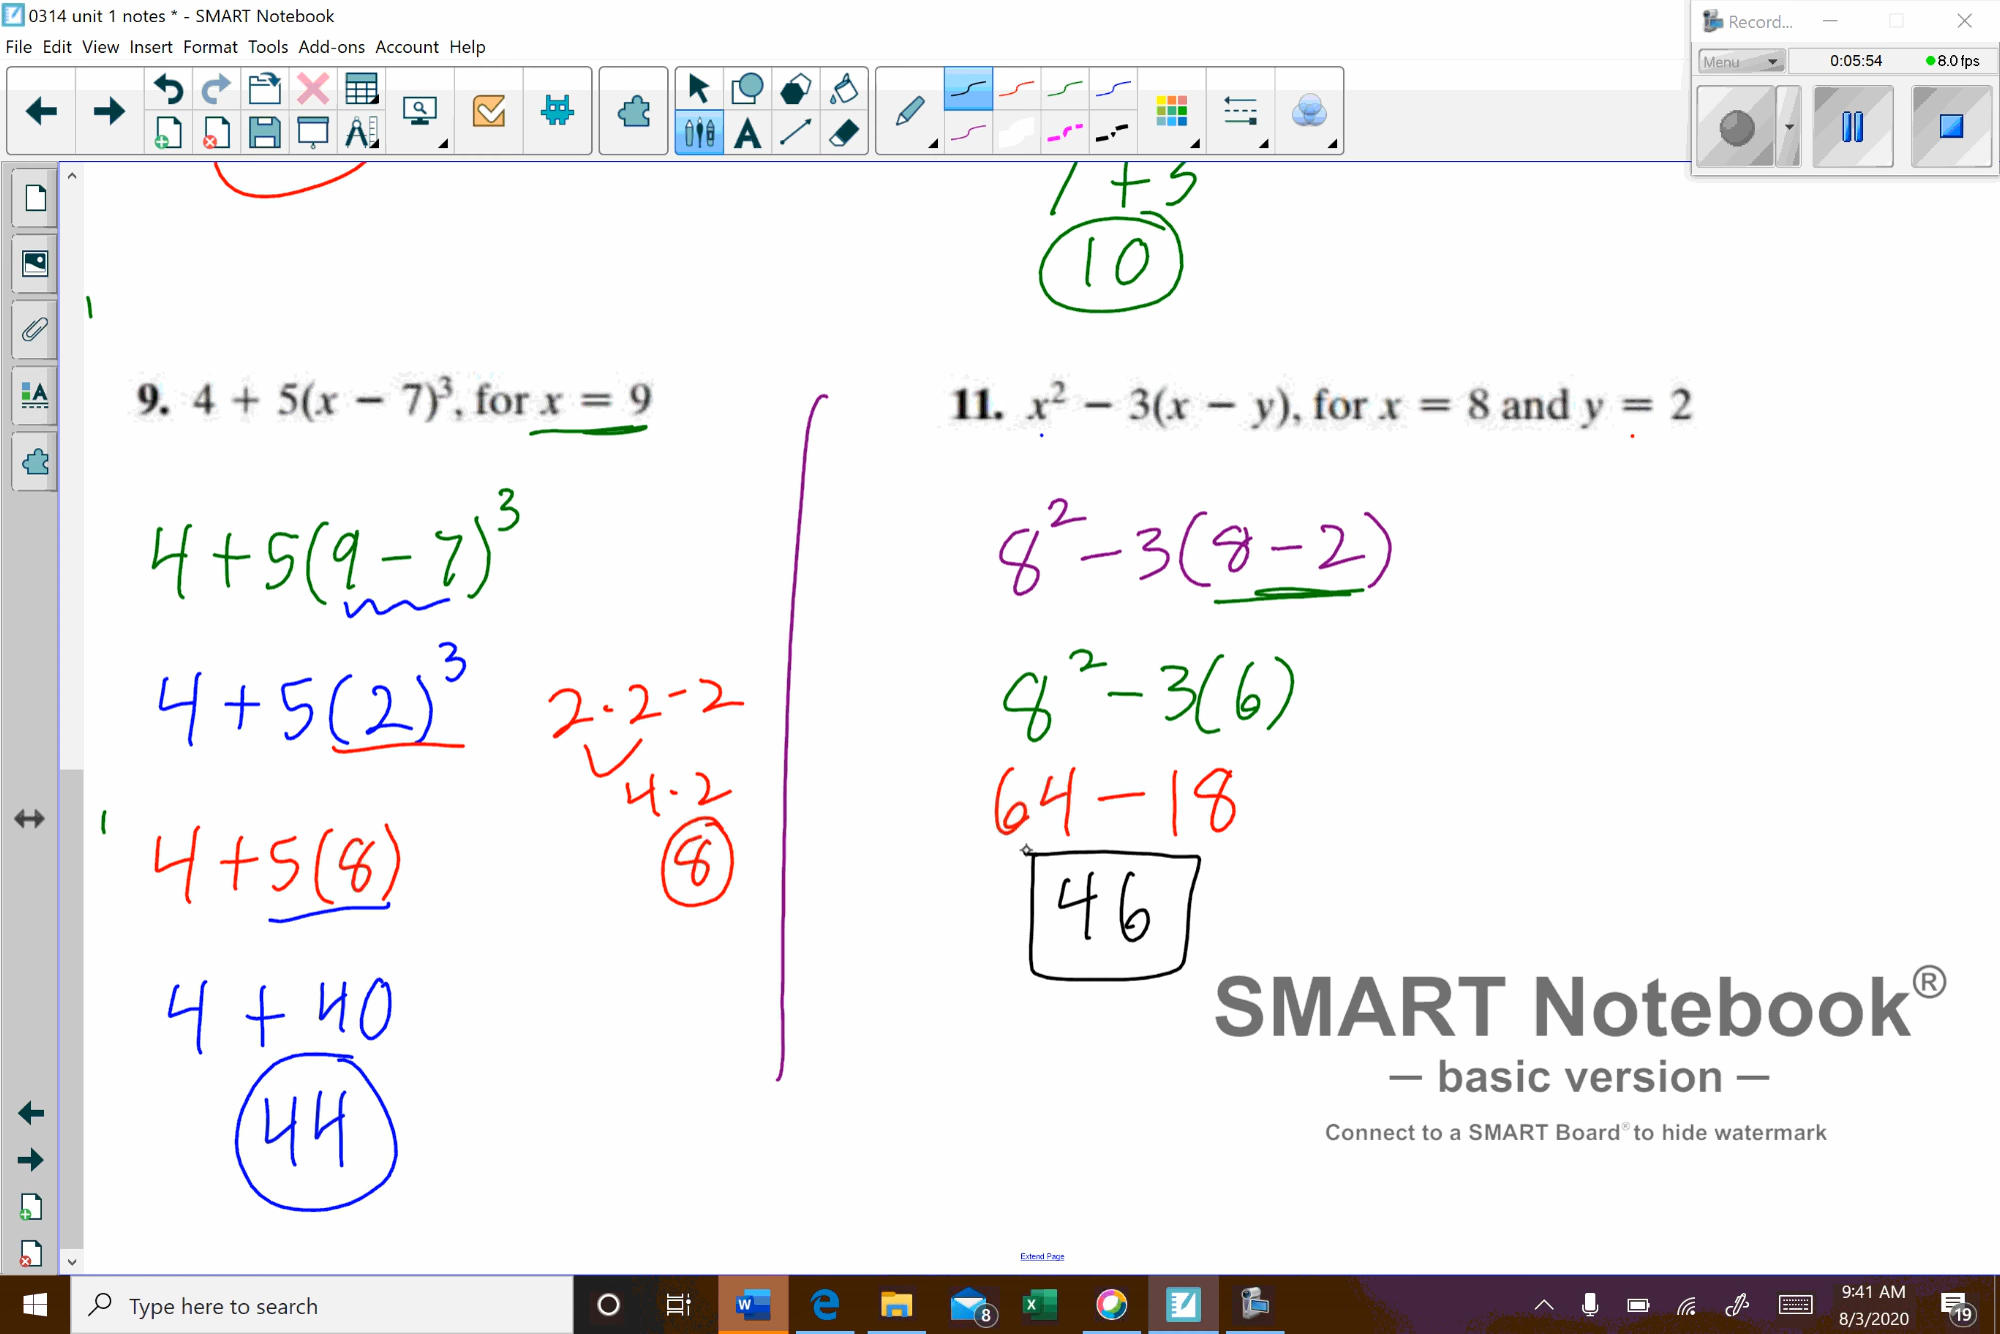 0314 unit 1 notes * - SMART Notebook
Record...
File Edit View Insert Format Tools Add-ons Account Help
Menu 0:05:54 8.0 fps
10
9. 4 + 5(x − 7)³, for x = 9
4 + 5(9 − 7)³
4 + 5(2)³
2 · 2 - 2
4 · 2
8
4 + 5(8)
4 + 40
44
11. x² − 3(x − y), for x = 8 and y = 2
8² − 3(8 − 2)
8² − 3(6)
64 − 18
46
SMART Notebook®
— basic version —
Connect to a SMART Board® to hide watermark
Extend Page
Type here to search
8
9:41 AM
8/3/2020
19